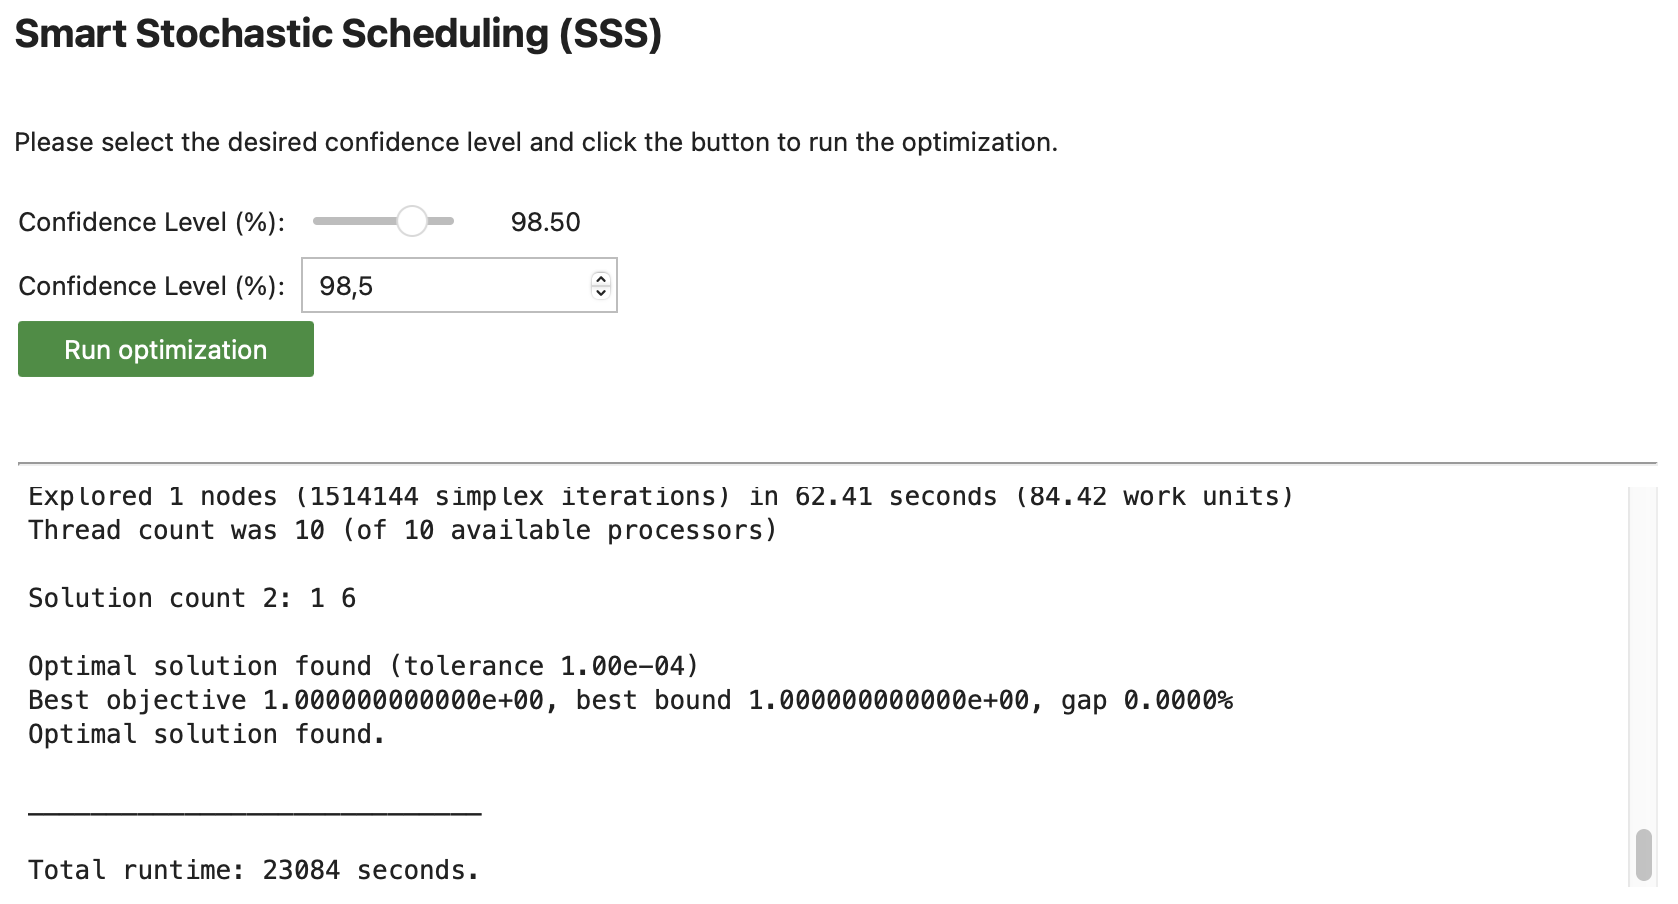 Smart Stochastic Scheduling (SSS)
Please select the desired confidence level and click the button to run the optimization.
Confidence Level (%): 98.50
Confidence Level (%): 98,5
Run optimization
Explored 1 nodes (1514144 simplex iterations) in 62.41 seconds (84.42 work units)
Thread count was 10 (of 10 available processors)
Solution count 2: 1 6
Optimal solution found (tolerance 1.00e-04)
Best objective 1.000000000000e+00, best bound 1.000000000000e+00, gap 0.0000%
Optimal solution found.
_____________________________
Total runtime: 23084 seconds.